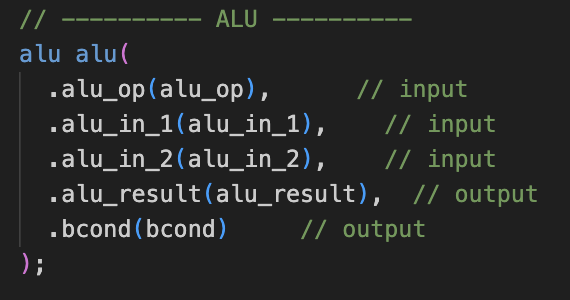 // ---------- ALU ----------
alu alu(
  .alu_op(alu_op),      // input
  .alu_in_1(alu_in_1),    // input
  .alu_in_2(alu_in_2),    // input
  .alu_result(alu_result),  // output
  .bcond(bcond)     // output
);